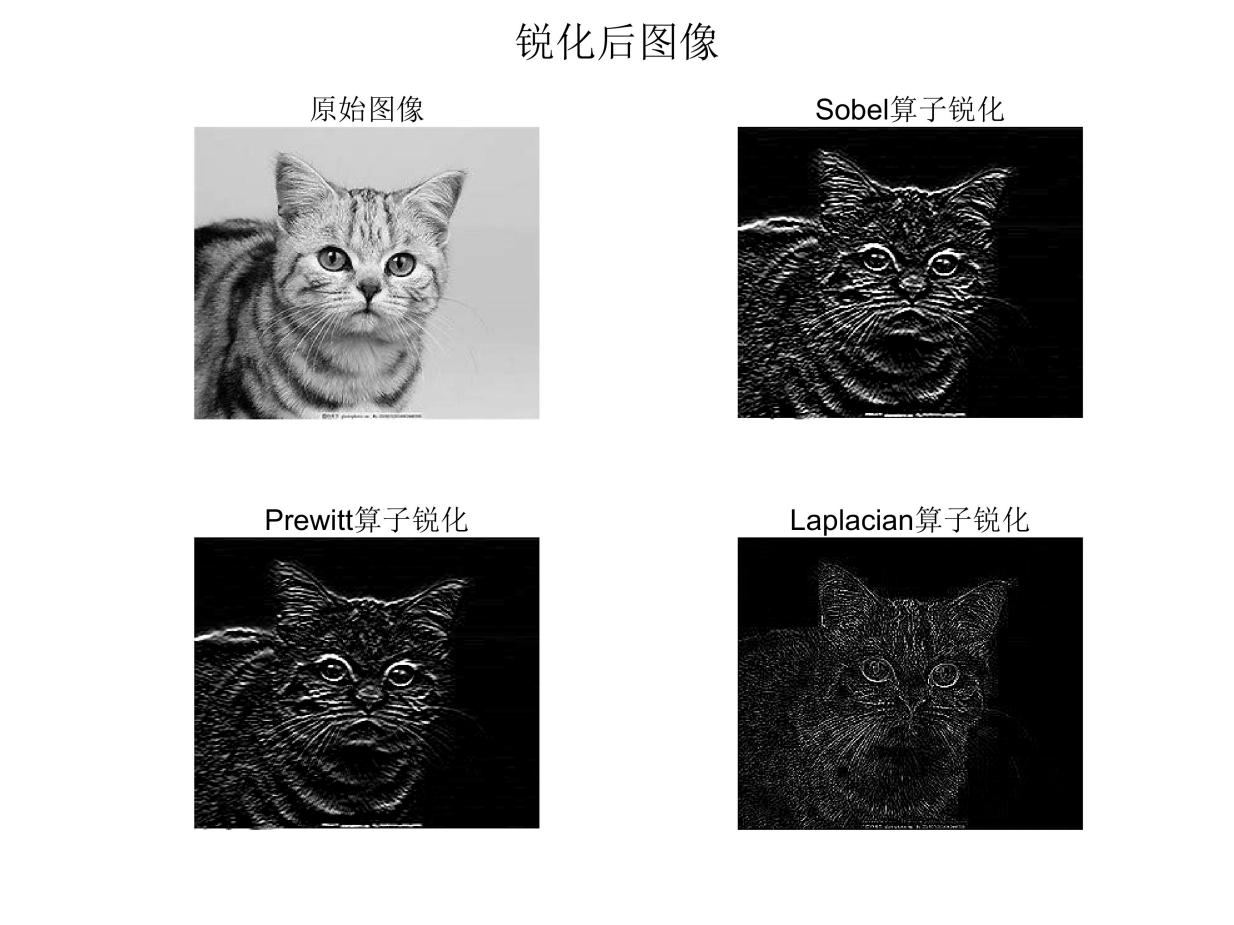 锐化后图像
原始图像
Sobel算子锐化
Prewitt算子锐化
Laplacian算子锐化